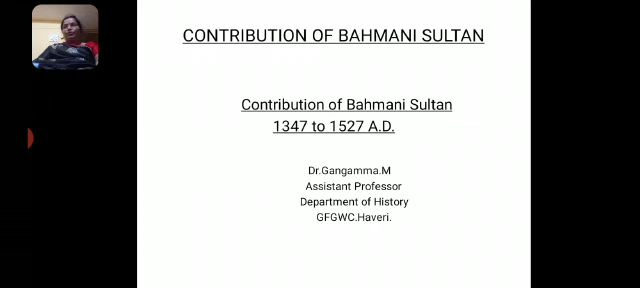 CONTRIBUTION OF BAHMANI SULTAN
Contribution of Bahmani Sultan
1347 to 1527 A.D.
Dr.Gangamma.M
Assistant Professor
Department of History
GFGWC.Haveri.